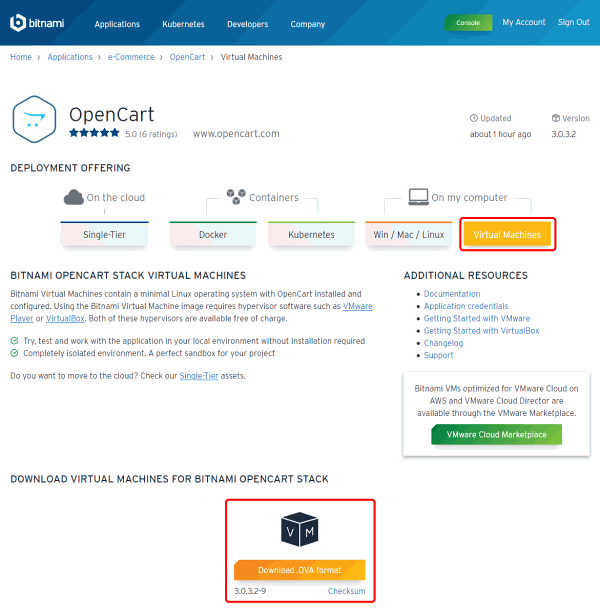 bitnami
Applications
Kubernetes
Developers
Company
Console
My Account
Sign Out
Home > Applications > e-Commerce > OpenCart > Virtual Machines
OpenCart
5.0 (6 ratings)
www.opencart.com
Updated
about 1 hour ago
Version
3.0.3.2
DEPLOYMENT OFFERING
On the cloud
Containers
On my computer
Single-Tier
Docker
Kubernetes
Win / Mac / Linux
Virtual Machines
BITNAMI OPENCART STACK VIRTUAL MACHINES
Bitnami Virtual Machines contain a minimal Linux operating system with OpenCart installed and
configured. Using the Bitnami Virtual Machine image requires hypervisor software such as VMware
Player or VirtualBox. Both of these hypervisors are available free of charge.
Try, test and work with the application in your local environment without installation required
Completely isolated environment. A perfect sandbox for your project
Do you want to move to the cloud? Check our Single-Tier assets.
ADDITIONAL RESOURCES
Documentation
Application credentials
Getting Started with VMware
Getting Started with VirtualBox
Changelog
Support
Bitnami VMs optimized for VMware Cloud on
AWS and VMware Cloud Director are
available through the VMware Marketplace.
VMware Cloud Marketplace
DOWNLOAD VIRTUAL MACHINES FOR BITNAMI OPENCART STACK
V M
Download .OVA format
3.0.3.2-9
Checksum